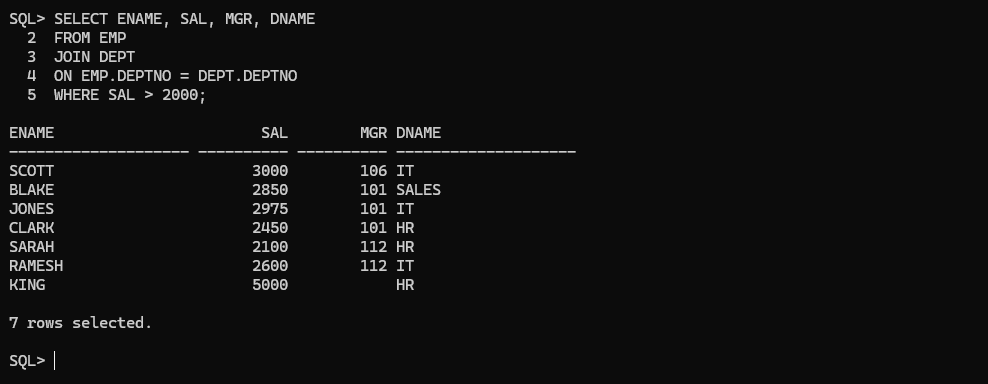 SQL> SELECT ENAME, SAL, MGR, DNAME
  2  FROM EMP
  3  JOIN DEPT
  4  ON EMP.DEPTNO = DEPT.DEPTNO
  5  WHERE SAL > 2000;

ENAME                       SAL        MGR DNAME
-------------------- ---------- ---------- --------------------
SCOTT                      3000        106 IT
BLAKE                      2850        101 SALES
JONES                      2975        101 IT
CLARK                      2450        101 HR
SARAH                      2100        112 HR
RAMESH                     2600        112 IT
KING                       5000            HR

7 rows selected.

SQL>